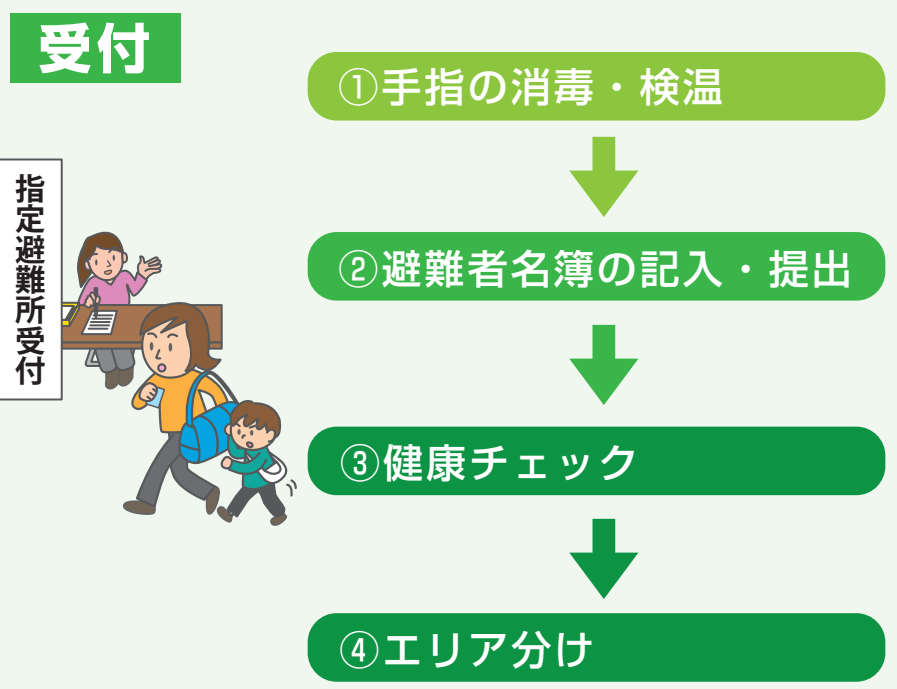 受付
指定避難所受付
①手指の消毒・検温
②避難者名簿の記入・提出
③健康チェック
④エリア分け